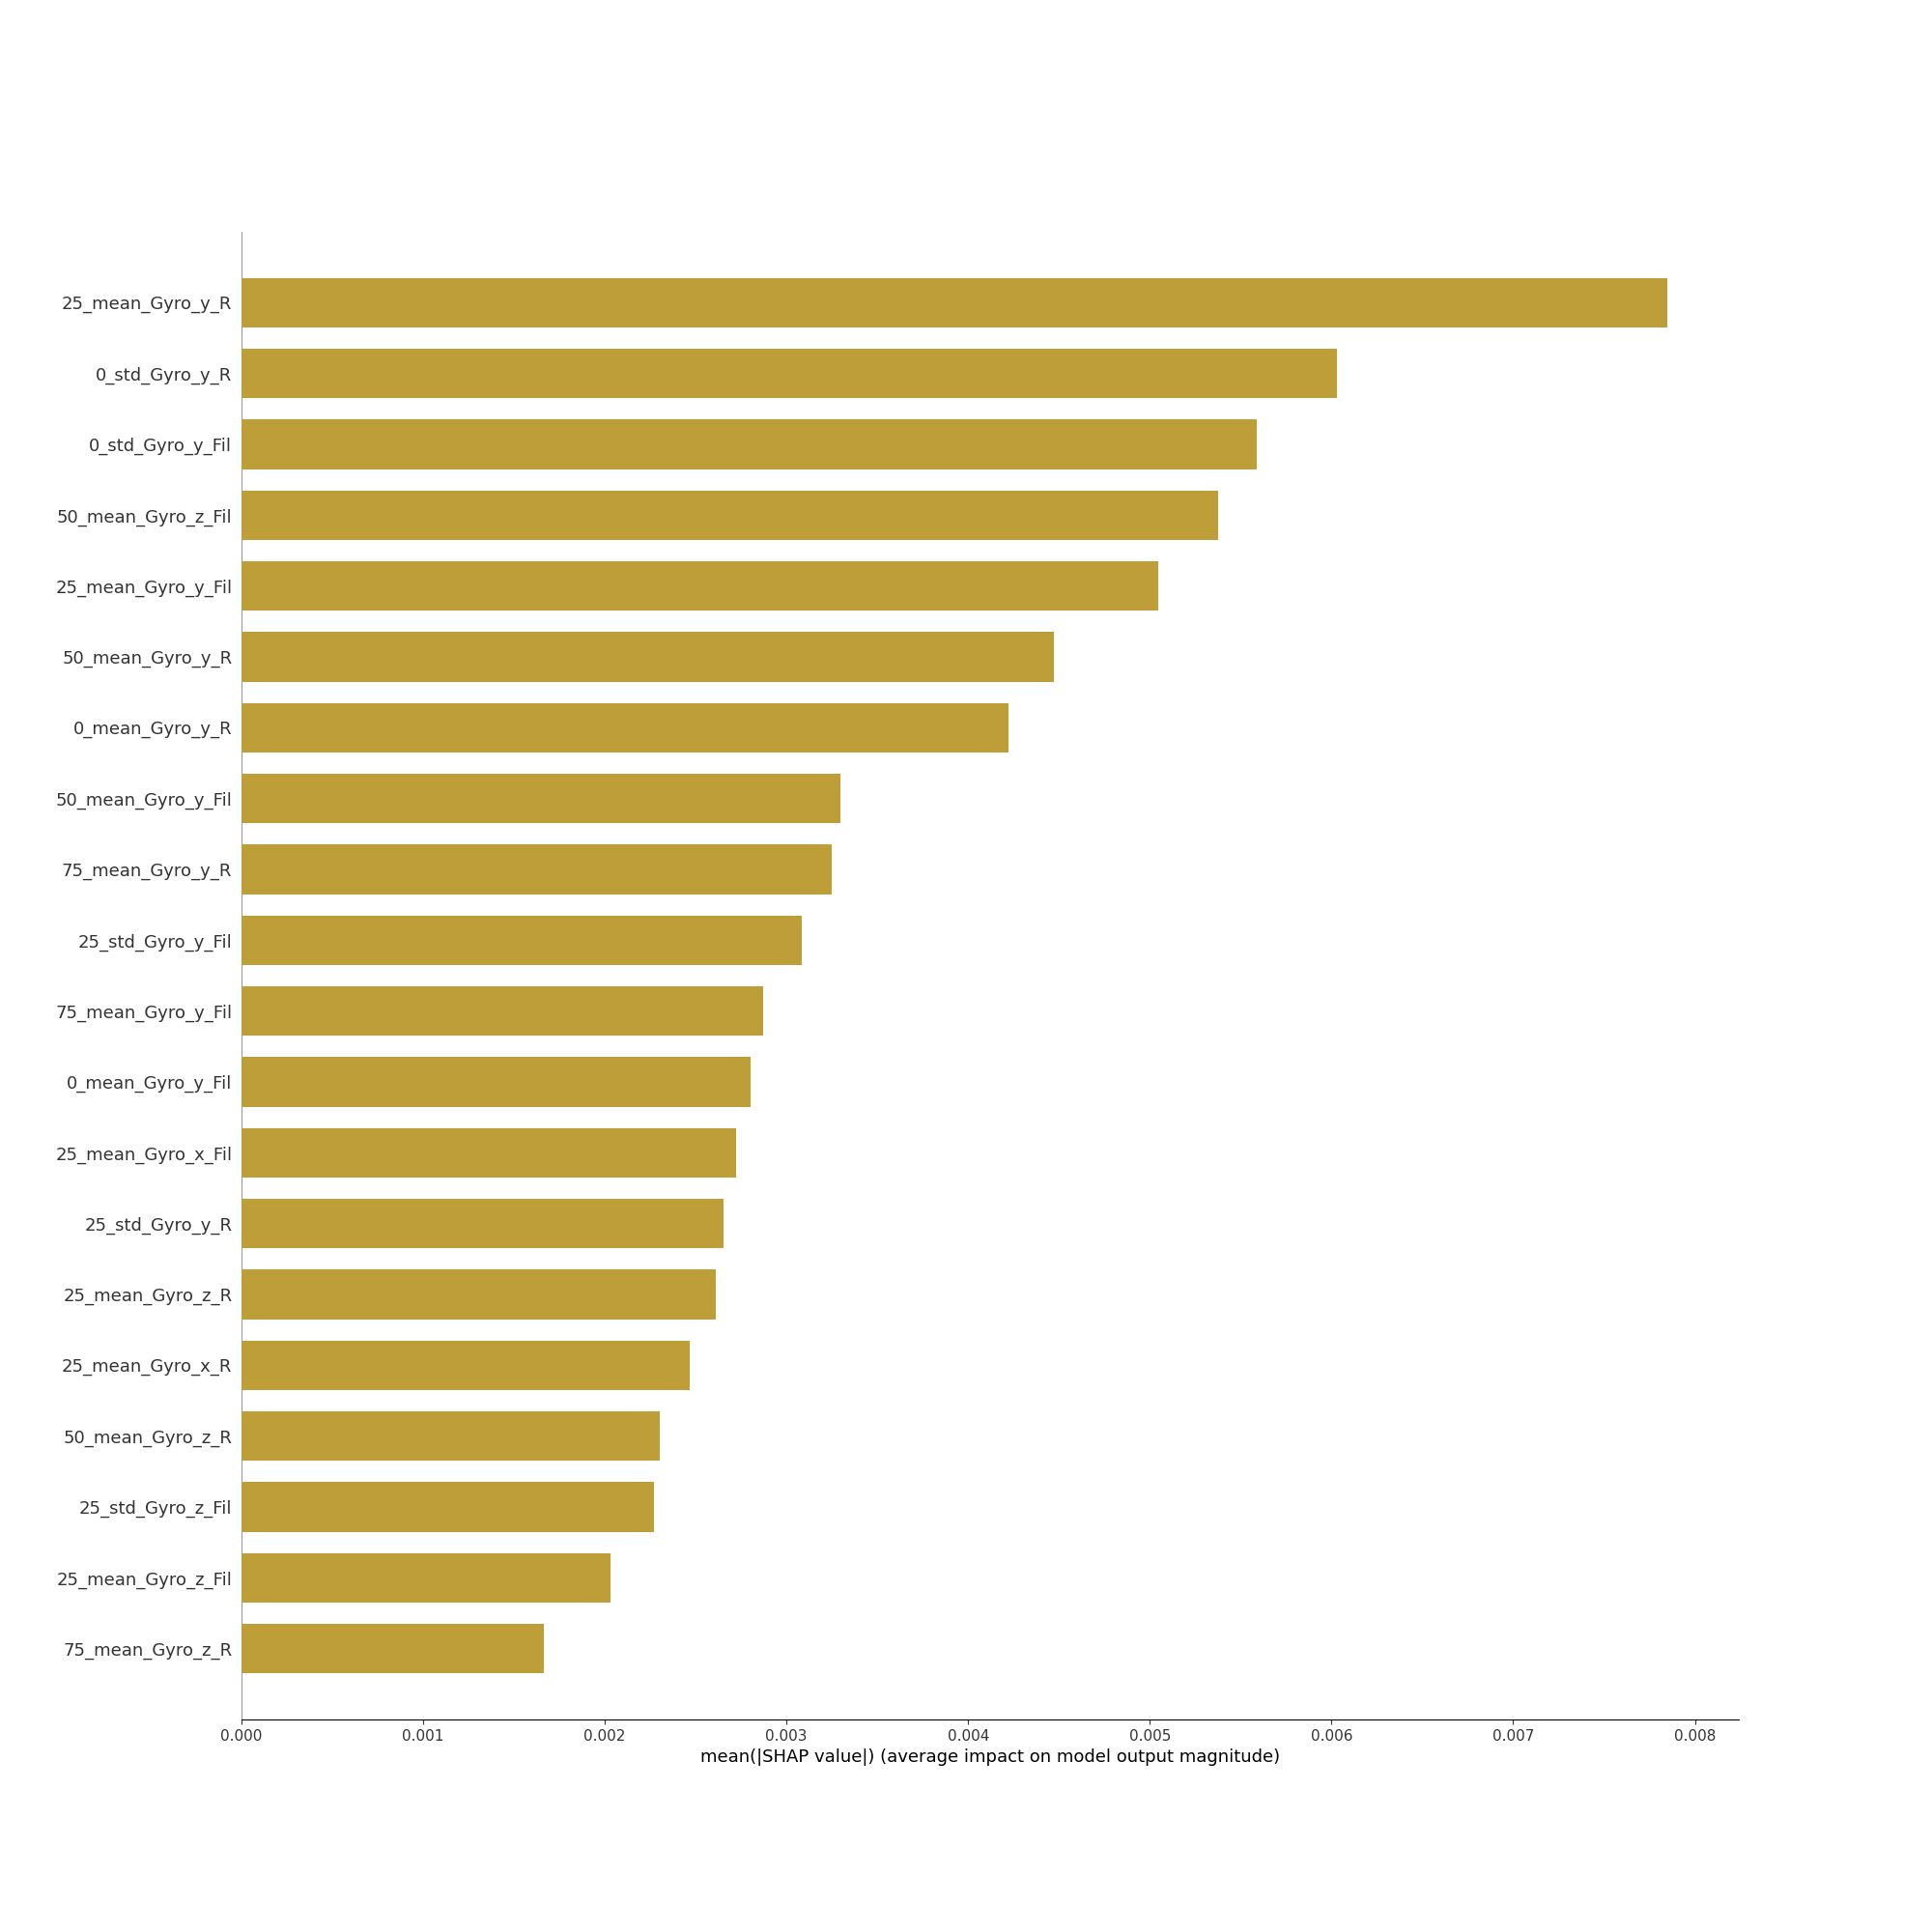 25_mean_Gyro_y_R
0_std_Gyro_y_R
0_std_Gyro_y_Fil
50_mean_Gyro_z_Fil
25_mean_Gyro_y_Fil
50_mean_Gyro_y_R
0_mean_Gyro_y_R
50_mean_Gyro_y_Fil
75_mean_Gyro_y_R
25_std_Gyro_y_Fil
75_mean_Gyro_y_Fil
0_mean_Gyro_y_Fil
25_mean_Gyro_x_Fil
25_std_Gyro_y_R
25_mean_Gyro_z_R
25_mean_Gyro_x_R
50_mean_Gyro_z_R
25_std_Gyro_z_Fil
25_mean_Gyro_z_Fil
75_mean_Gyro_z_R
0.000 0.001 0.002 0.003 0.004 0.005 0.006 0.007 0.008
mean(|SHAP value|) (average impact on model output magnitude)